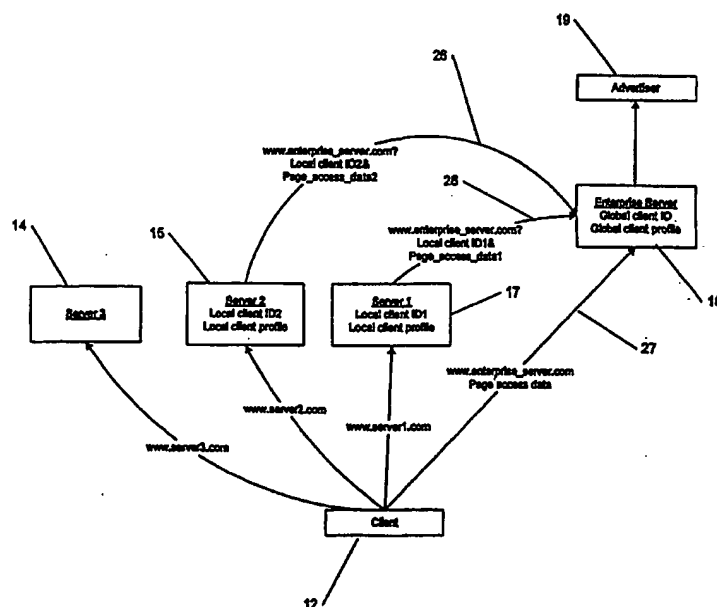 19
26
Advertiser
www.enterprise_server.com?
Local client ID2&
Page_access_data2
28
14
15
www.enterprise_server.com?
Local client ID1&
Page_access_data1
Enterprise Server
Global client ID
Global client profile
Server 3
Server 2
Local client ID2
Local client profile
Server 1
Local client ID1
Local client profile
17
18
27
www.enterprise_server.com
Page access data
www.server2.com
www.server1.com
www.server3.com
Client
12